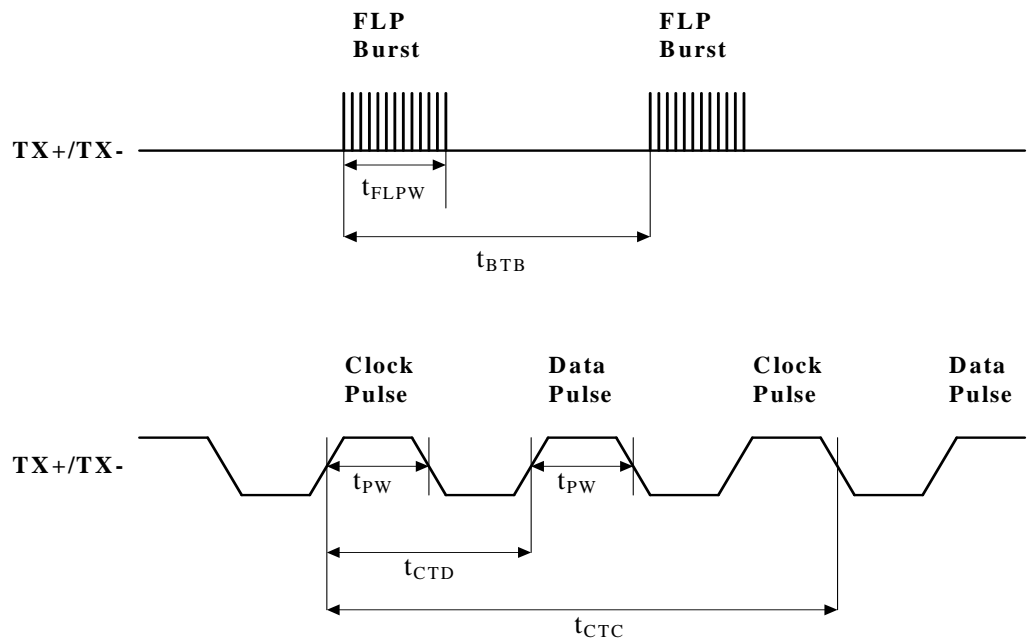 FLP FLP
Burst Burst
TX+/TX-
tFLPW
tBTB
Clock Data Clock Data
Pulse Pulse Pulse Pulse
TX+/TX-
tPW tPW
tCTD
tCTC